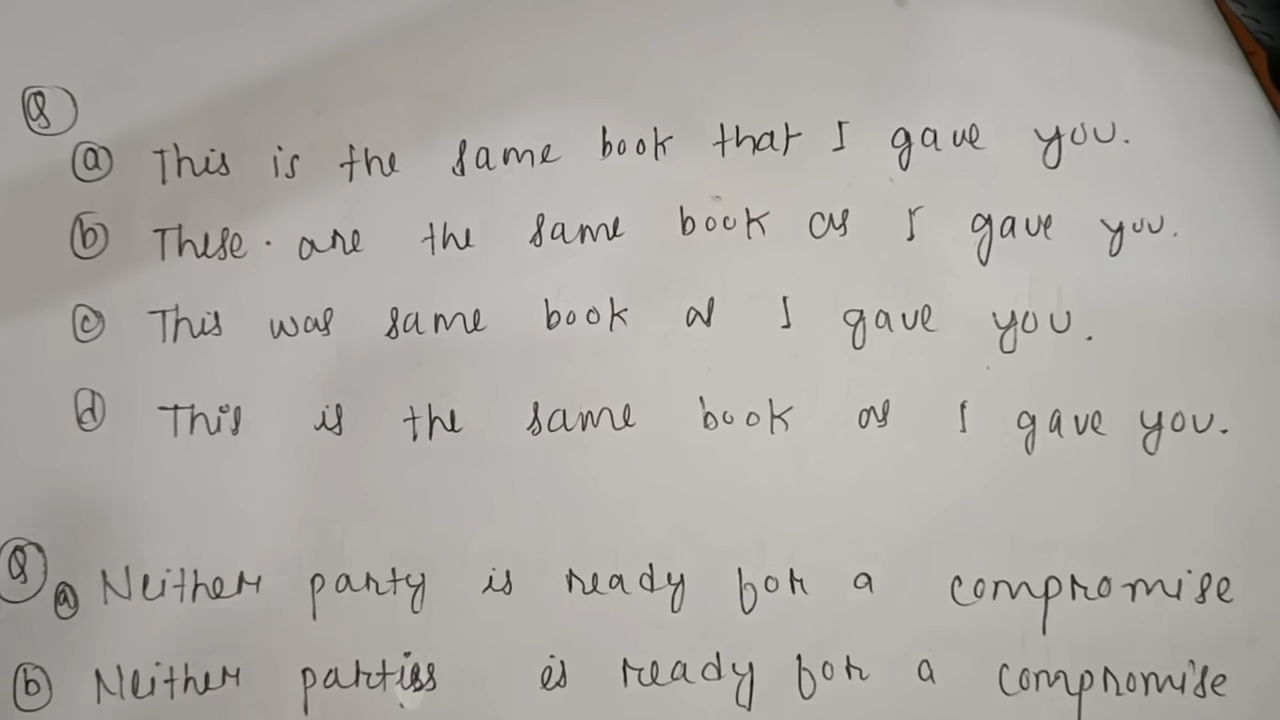 Q
(a) This is the same book that I gave you.
(b) These are the same book as I gave you.
(c) This was same book as I gave you.
(d) This is the same book as I gave you.
Q
(a) Neither party is ready for a compromise
(b) Neither parties is ready for a compromise